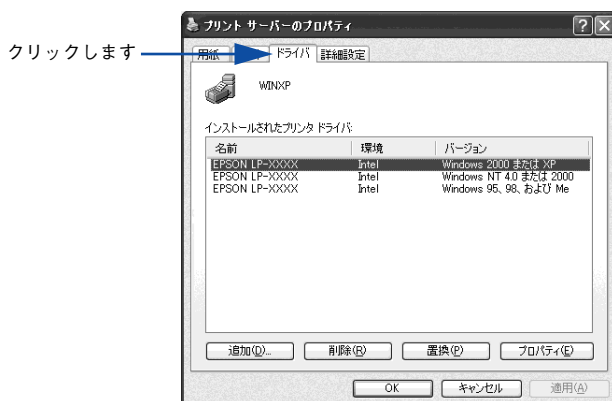 プリント サーバーのプロパティ
クリックします
用紙 ドライバ 詳細設定
WINXP
インストールされたプリンタ ドライバ:
名前 環境 バージョン
EPSON LP-XXXX Intel Windows 2000 または XP
EPSON LP-XXXX Intel Windows NT 4.0 または 2000
EPSON LP-XXXX Intel Windows 95、98、および Me
追加(D)... 削除(R) 置換(P) プロパティ(E)
OK キャンセル 適用(A)